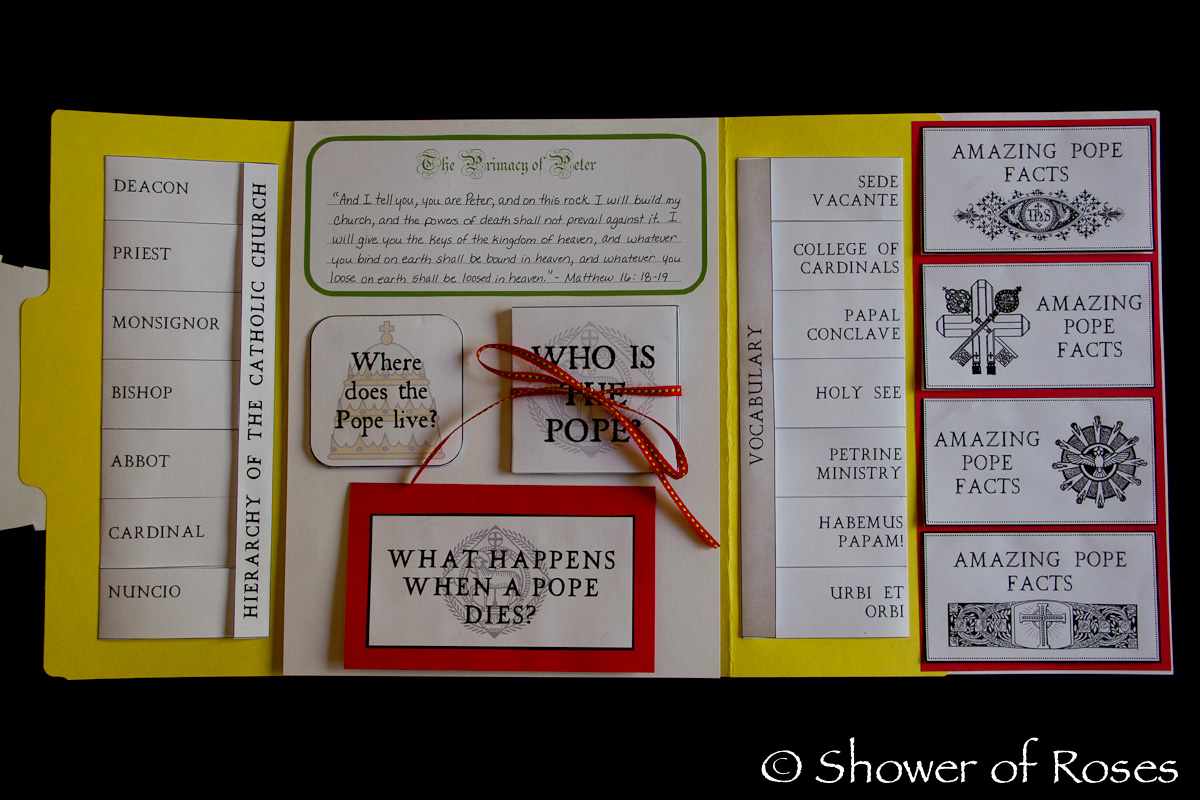 DEACON
PRIEST
MONSIGNOR
BISHOP
ABBOT
CARDINAL
NUNCIO
HIERARCHY OF THE CATHOLIC CHURCH
The Primacy of Peter
"And I tell you, you are Peter, and on this rock I will build my
church, and the powers of death shall not prevail against it. I
will give you the keys of the kingdom of heaven, and whatever
you bind on earth shall be bound in heaven, and whatever you
loose on earth shall be loosed in heaven." - Matthew 16:18-19
Where
does the
Pope live?
WHO IS
THE
POPE?
WHAT HAPPENS
WHEN A POPE
DIES?
VOCABULARY
SEDE
VACANTE
COLLEGE OF
CARDINALS
PAPAL
CONCLAVE
HOLY SEE
PETRINE
MINISTRY
HABEMUS
PAPAM!
URBI ET
ORBI
AMAZING POPE
FACTS
IHS
AMAZING
POPE
FACTS
AMAZING
POPE
FACTS
AMAZING POPE
FACTS
© Shower of Roses